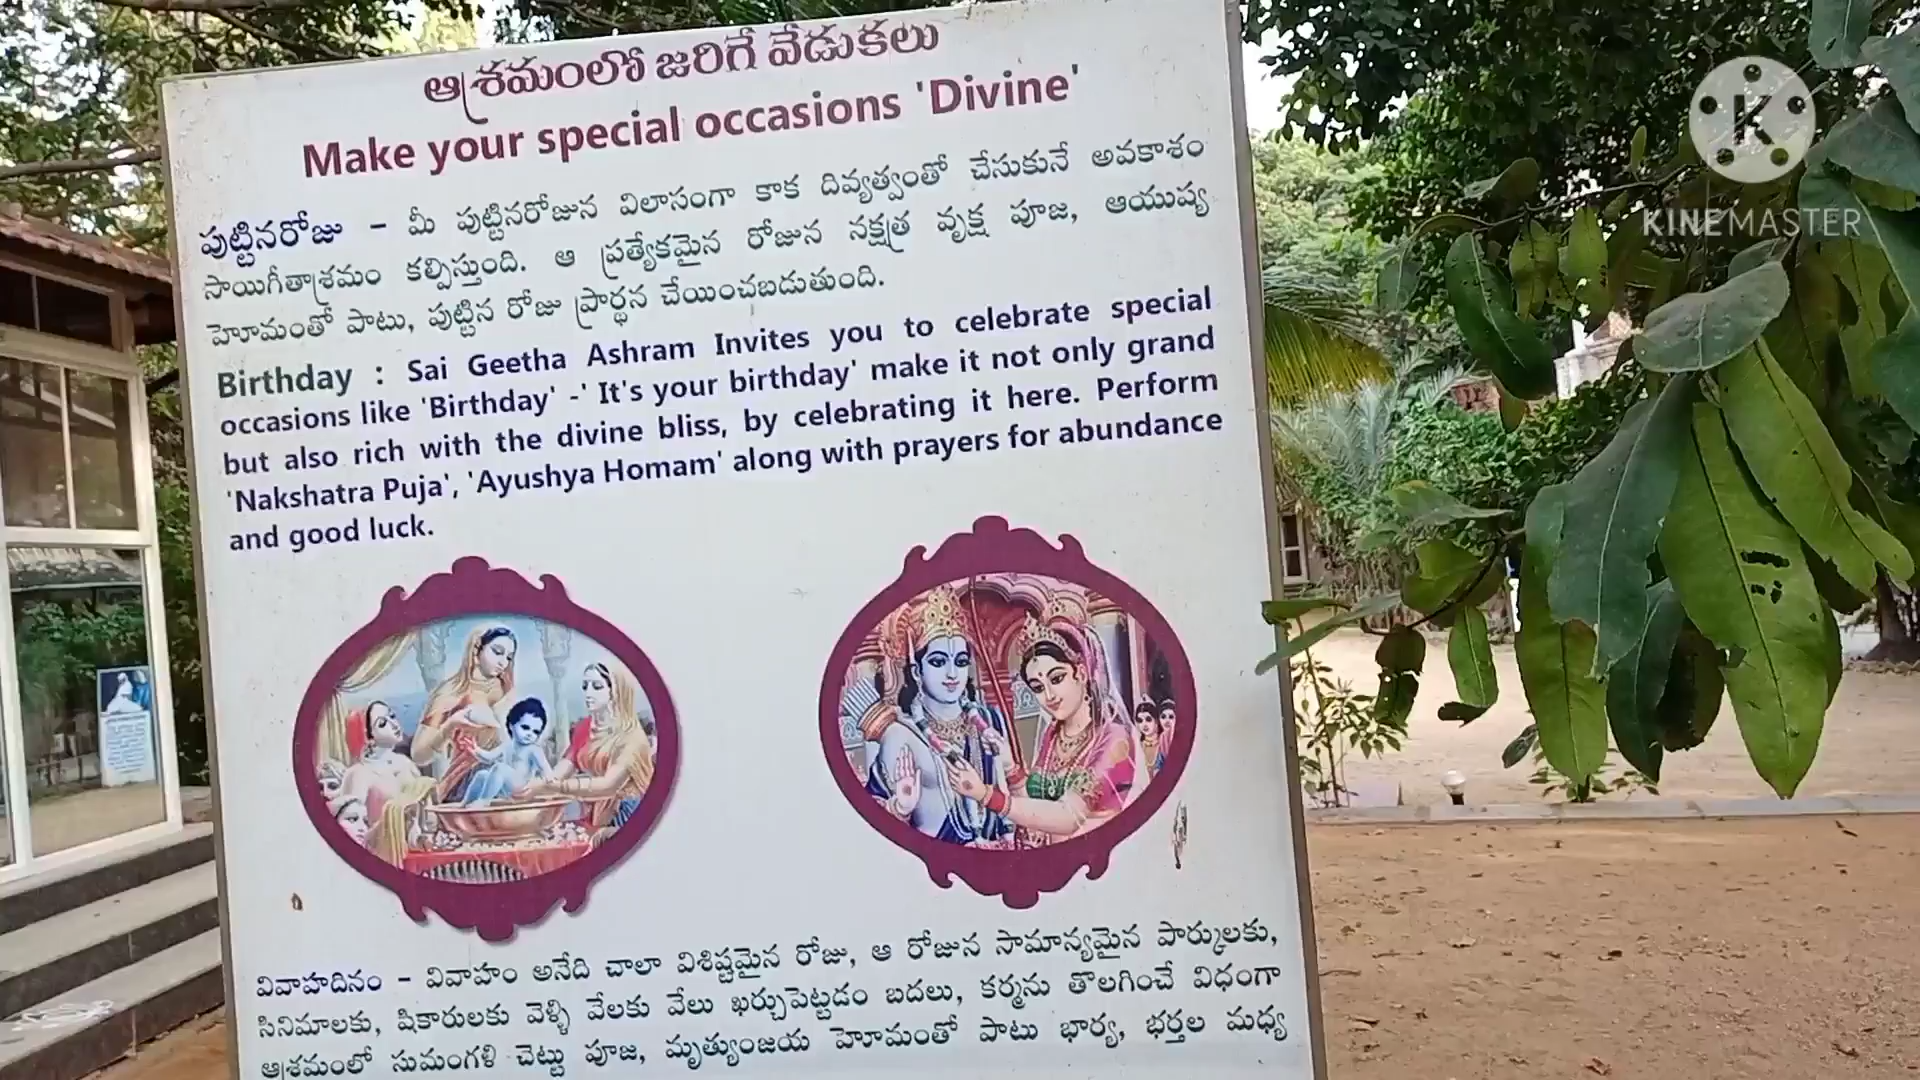 ఆశ్రమంలో జరిగే వేడుకలు
Make your special occasions 'Divine'
పుట్టినరోజు – మీ పుట్టినరోజున విలాసంగా కాక దివ్యత్వంతో చేసుకునే అవకాశం
సాయిగీతాశ్రమం కల్పిస్తుంది. ఆ ప్రత్యేకమైన రోజున నక్షత్ర వృక్ష పూజ, ఆయుష్య
హెూమంతో పాటు, పుట్టిన రోజు ప్రార్థన చేయించబడుతుంది.
Birthday : Sai Geetha Ashram Invites you to celebrate special
occasions like 'Birthday' -' It's your birthday' make it not only grand
but also rich with the divine bliss, by celebrating it here. Perform
'Nakshatra Puja', 'Ayushya Homam' along with prayers for abundance
and good luck.
వివాహదినం – వివాహం అనేది చాలా విశిష్టమైన రోజు, ఆ రోజున సామాన్యమైన పార్కులకు,
సినిమాలకు, షికారులకు వెళ్ళి వేలకు వేలు ఖర్చుపెట్టడం బదలు, కర్మను తొలగించే విధంగా
ఆశ్రమంలో సుమంగళి చెట్టు పూజ, మృత్యుంజయ హెూమంతో పాటు భార్య, భర్తల మధ్య
K
KINEMASTER